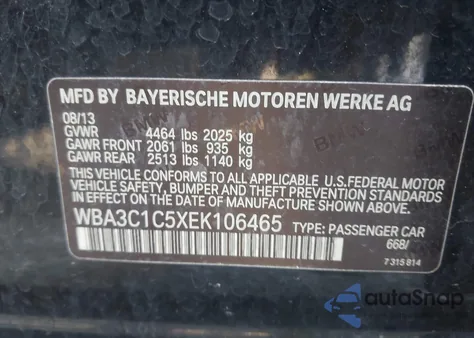 MFD BY BAYERISCHE MOTOREN WERKE AG
08/13
GVWR 4464 lbs 2025 kg
GAWR FRONT 2061 lbs 935 kg
GAWR REAR 2513 lbs 1140 kg
THIS VEHICLE CONFORMS TO ALL APPLICABLE U.S.FEDERAL MOTOR
VEHICLE SAFETY, BUMPER AND THEFT PREVENTION STANDARDS
IN EFFECT ON THE DATE OF MANUFACTURE SHOWN ABOVE.
WBA3C1C5XEK106465 TYPE: PASSENGER CAR
668/
7 315 814
autoSnap